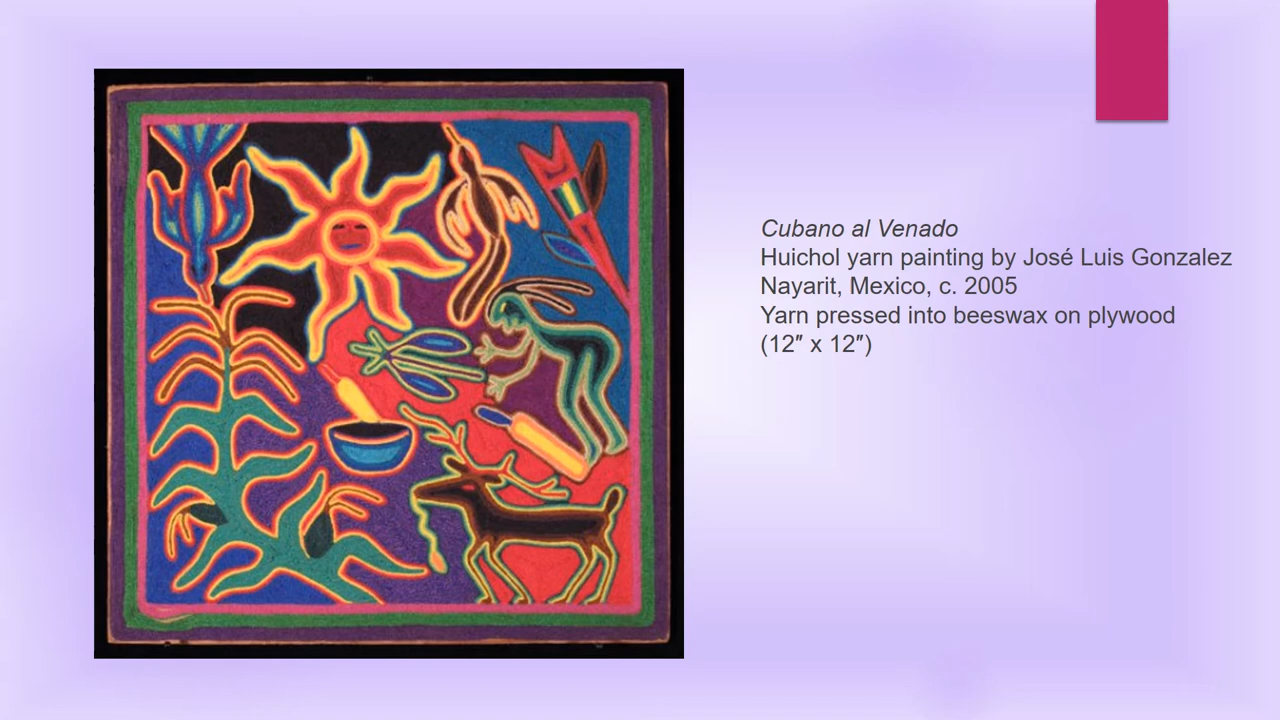 Cubano al Venado
Huichol yarn painting by José Luis Gonzalez
Nayarit, Mexico, c. 2005
Yarn pressed into beeswax on plywood
(12″ x 12″)